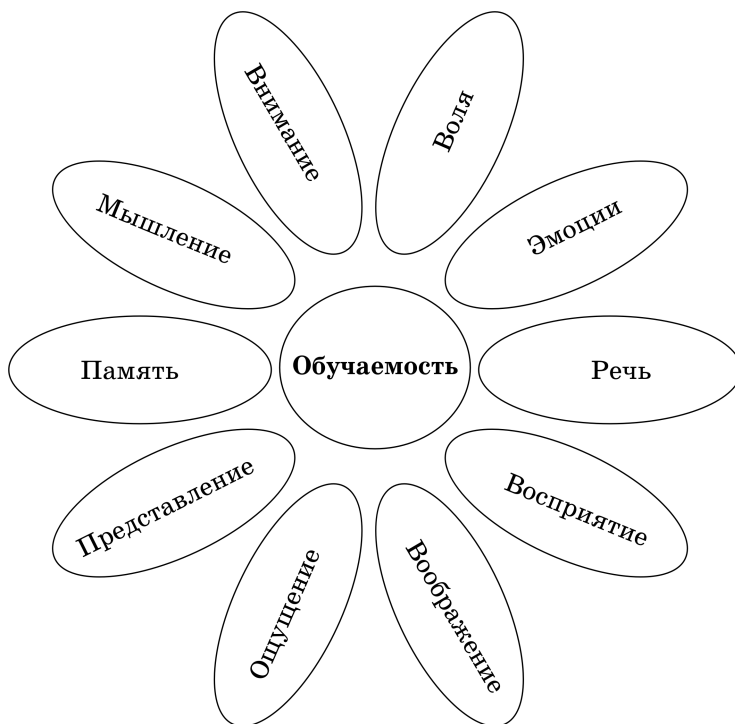 Внимание
Воля
Мышление
Эмоции
Память
Обучаемость
Речь
Представление
Восприятие
Ощущение
Воображение